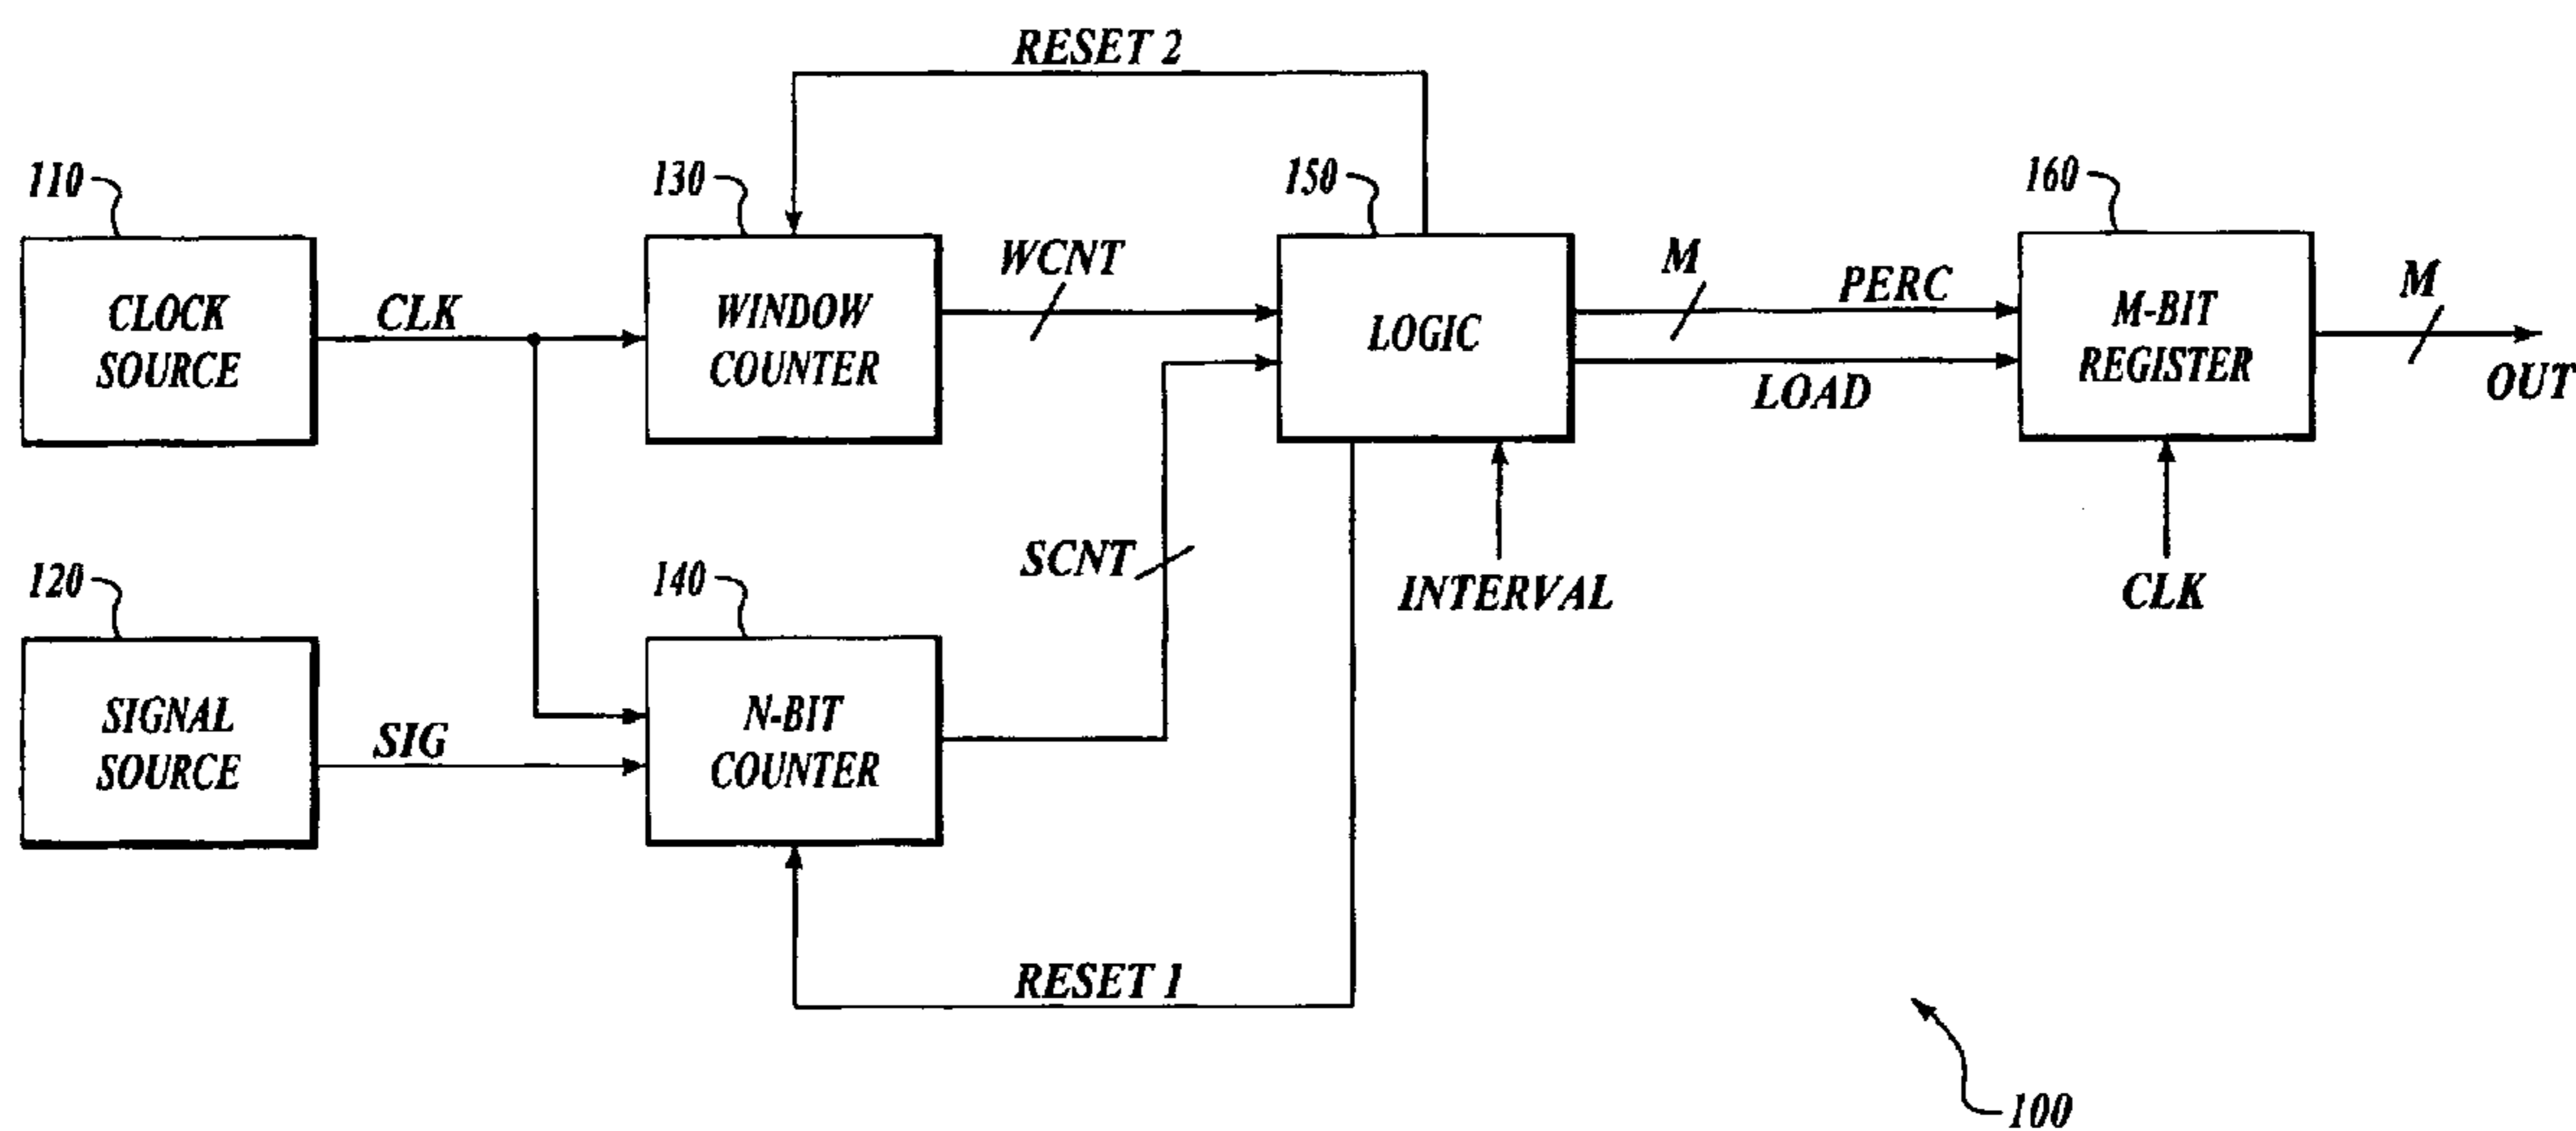 RESET 2
110
130
150
160
CLOCK
SOURCE
CLK
WINDOW
COUNTER
WCNT
LOGIC
M
PERC
LOAD
M-BIT
REGISTER
M
OUT
120
140
SCNT
INTERVAL
CLK
SIGNAL
SOURCE
SIG
N-BIT
COUNTER
RESET 1
100